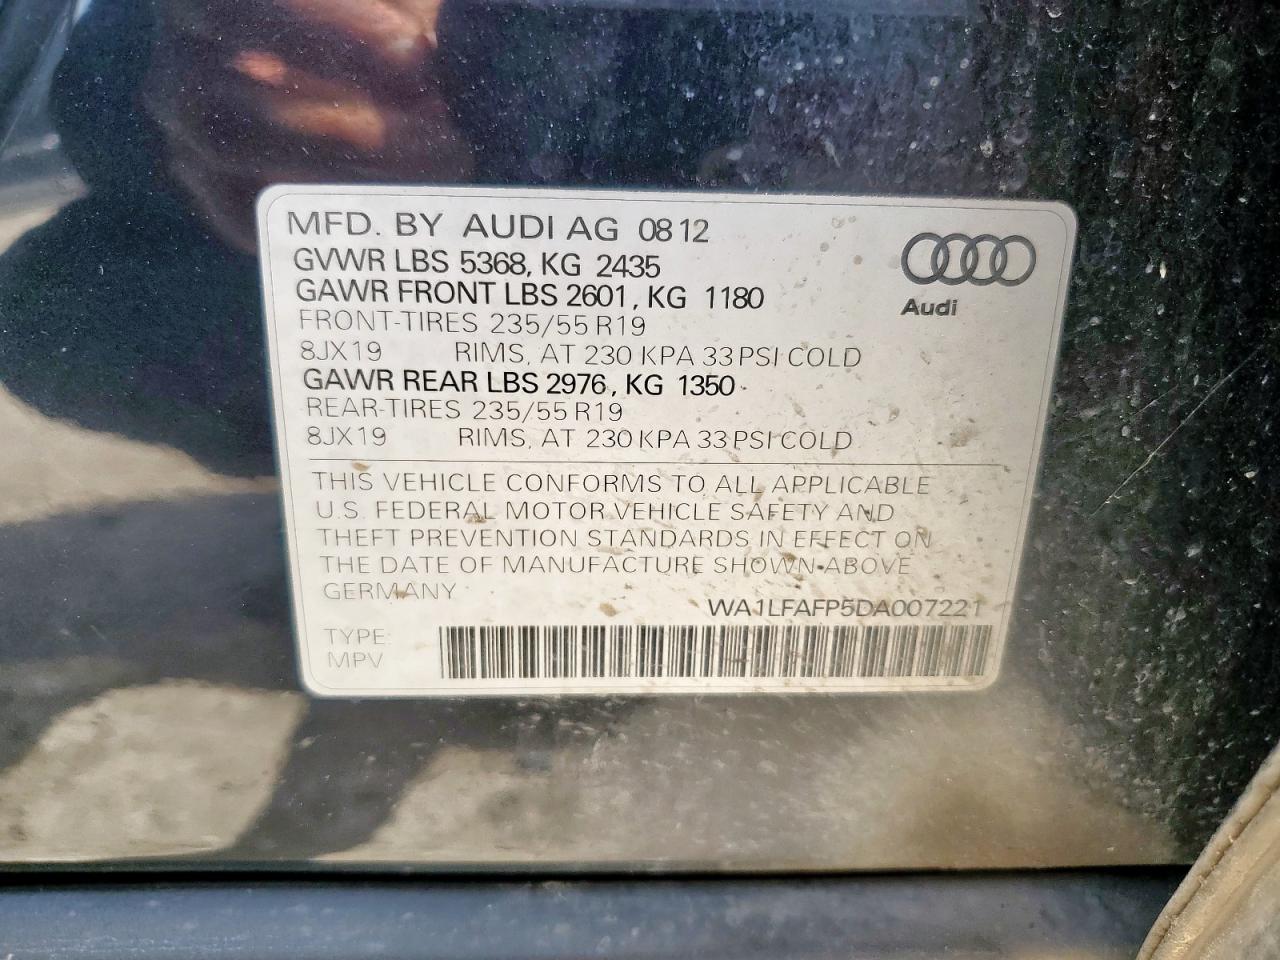 MFD. BY AUDI AG 0812
GVWR LBS 5368, KG 2435
GAWR FRONT LBS 2601, KG 1180
FRONT-TIRES 235/55 R19
8JX19 RIMS, AT 230 KPA 33 PSI COLD
GAWR REAR LBS 2976, KG 1350
REAR-TIRES 235/55 R19
8JX19 RIMS, AT 230 KPA 33 PSI COLD
Audi
THIS VEHICLE CONFORMS TO ALL APPLICABLE
U.S. FEDERAL MOTOR VEHICLE SAFETY AND
THEFT PREVENTION STANDARDS IN EFFECT ON
THE DATE OF MANUFACTURE SHOWN ABOVE
GERMANY
WA1LFAFP5DA007221
TYPE:
MPV